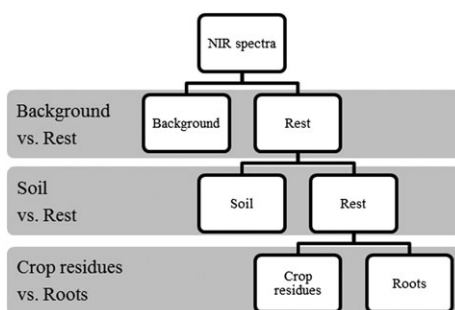 NIR spectra
Background
vs. Rest
Background
Rest
Soil
vs. Rest
Soil
Rest
Crop residues
vs. Roots
Crop
residues
Roots